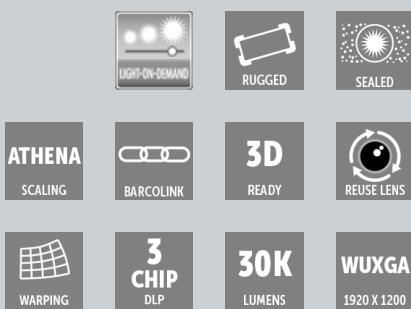 LIGHT-ON-DEMAND
RUGGED
SEALED
ATHENA
SCALING
BARCOLINK
3D
READY
REUSE LENS
WARPING
3
CHIP
DLP
30K
LUMENS
WUXGA
1920 X 1200